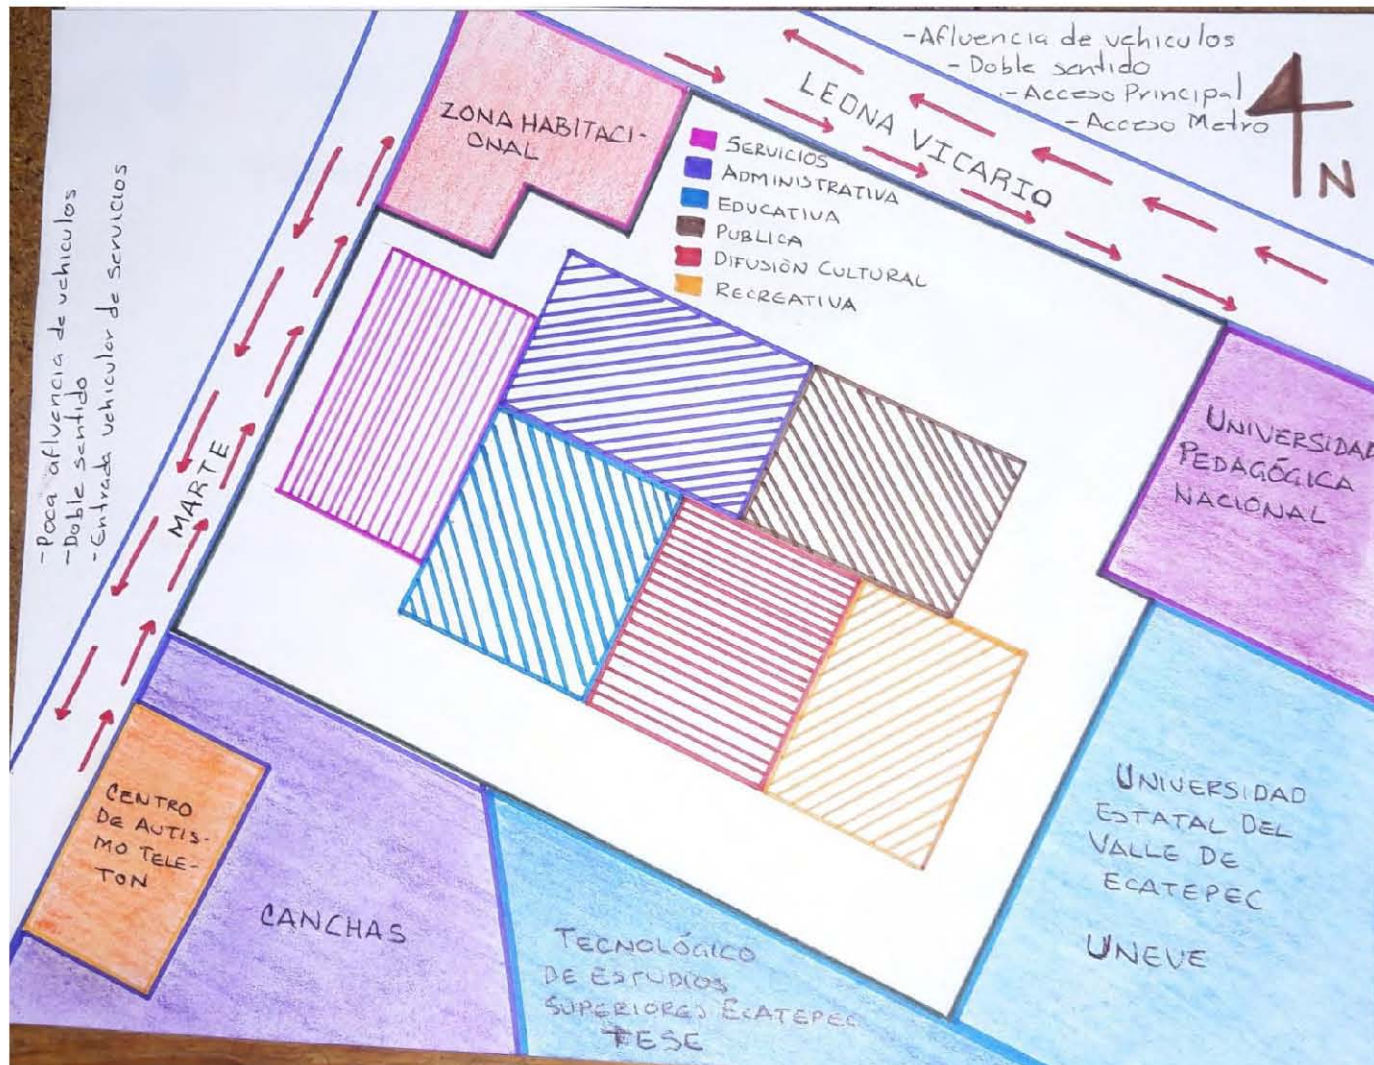 -Afluencia de vehiculos
-Doble sentido
-Acceso Principal
-Acceso Metro
N
LEONA VICARIO
ZONA HABITACI-
ONAL
SERVICIOS
ADMINISTRATIVA
EDUCATIVA
PUBLICA
DIFUSIÓN CULTURAL
RECREATIVA
-Poca afluencia de vehiculos
-Doble sentido
-Entrada vehicular de servicios
MARTE
UNIVERSIDAD
PEDAGÓGICA
NACIONAL
CENTRO
DE AUTIS-
MO TELE-
TON
CANCHAS
TECNOLÓGICO
DE ESTUDIOS
SUPERIORES ECATEPEC
TESE
UNIVERSIDAD
ESTATAL DEL
VALLE DE
ECATEPEC
UNEVE